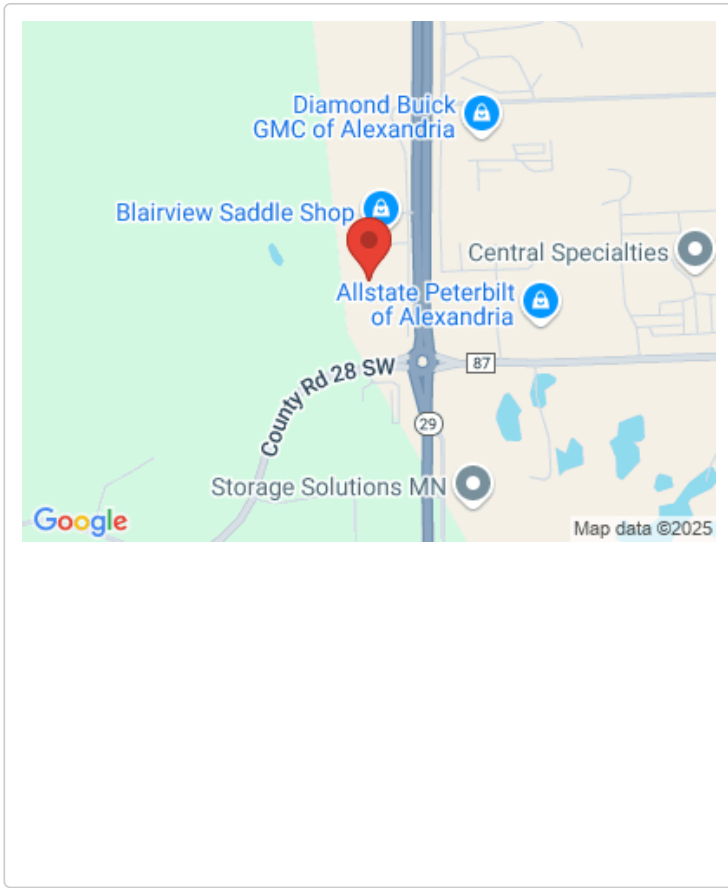 Diamond Buick
GMC of Alexandria
Blairview Saddle Shop
Central Specialties
Allstate Peterbilt
of Alexandria
87
County Rd 28 SW
29
Storage Solutions MN
Google
Map data ©2025